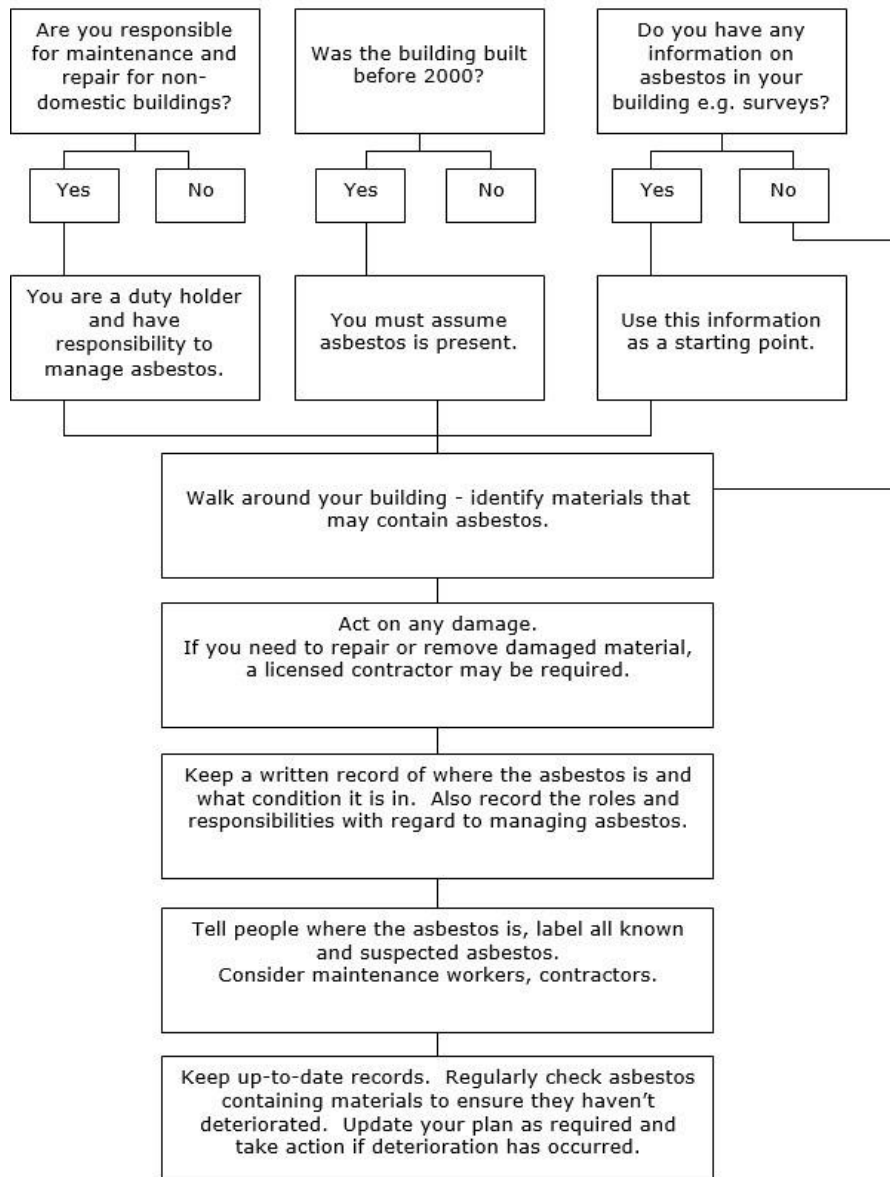 Are you responsible
for maintenance and
repair for non-
domestic buildings?
Was the building built
before 2000?
Do you have any
information on
asbestos in your
building e.g. surveys?
Yes
No
Yes
No
Yes
No
You are a duty holder
and have
responsibility to
manage asbestos.
You must assume
asbestos is present.
Use this information
as a starting point.
Walk around your building - identify materials that
may contain asbestos.
Act on any damage.
If you need to repair or remove damaged material,
a licensed contractor may be required.
Keep a written record of where the asbestos is and
what condition it is in.  Also record the roles and
responsibilities with regard to managing asbestos.
Tell people where the asbestos is, label all known
and suspected asbestos.
Consider maintenance workers, contractors.
Keep up-to-date records.  Regularly check asbestos
containing materials to ensure they haven’t
deteriorated.  Update your plan as required and
take action if deterioration has occurred.